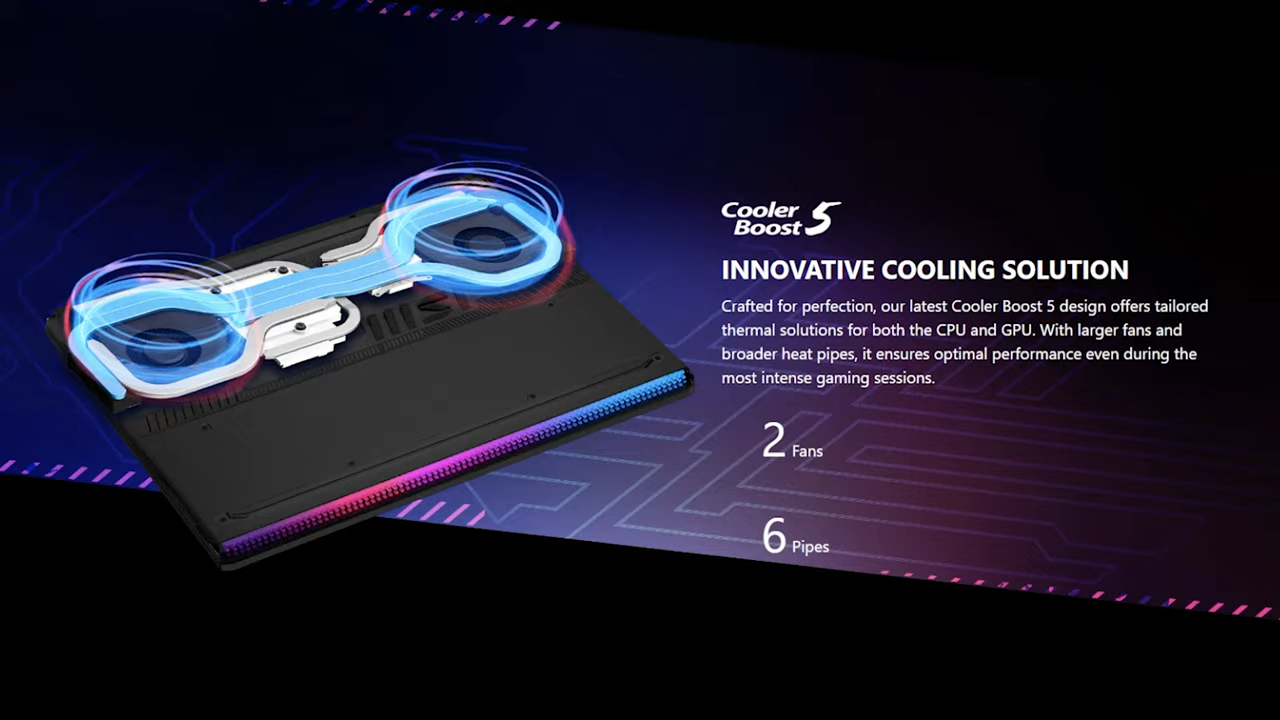 Cooler
Boost 5
INNOVATIVE COOLING SOLUTION
Crafted for perfection, our latest Cooler Boost 5 design offers tailored
thermal solutions for both the CPU and GPU. With larger fans and
broader heat pipes, it ensures optimal performance even during the
most intense gaming sessions.
2 Fans
6 Pipes